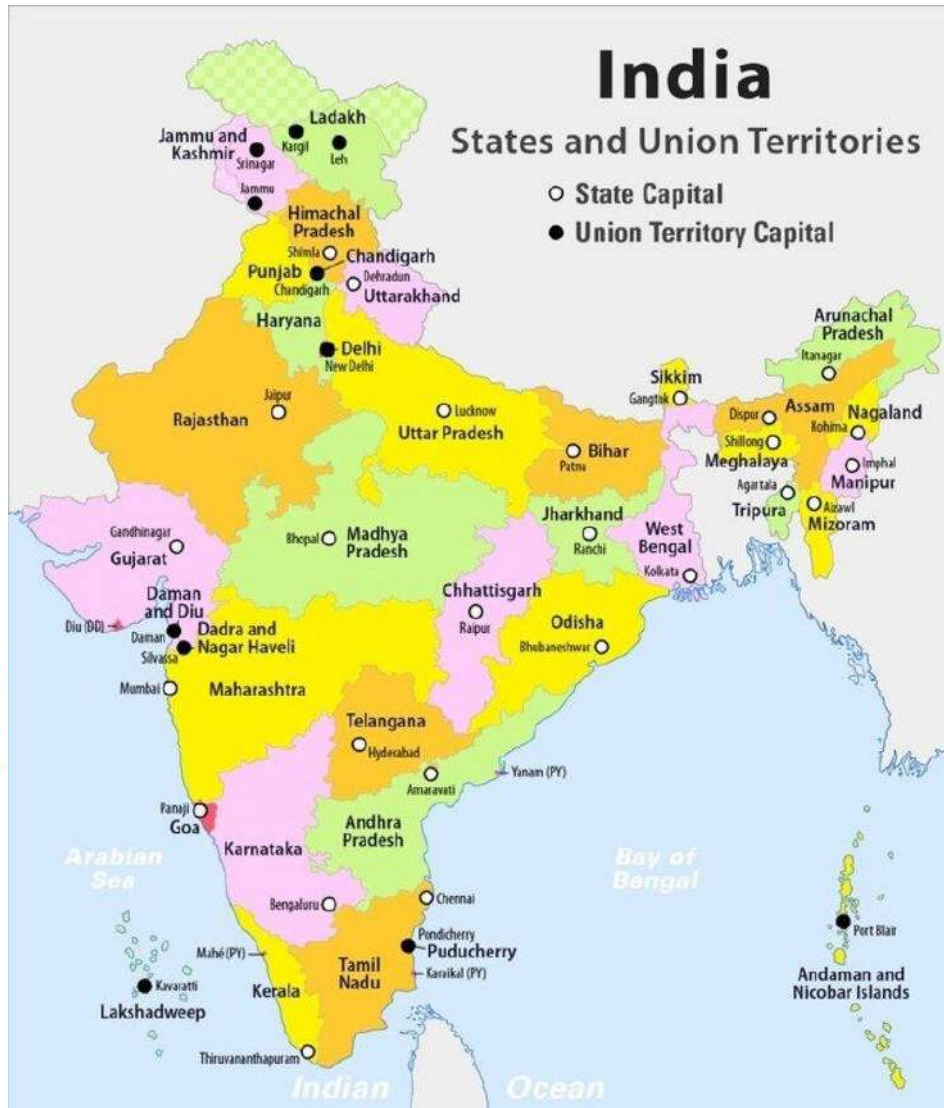 India
States and Union Territories
State Capital
Union Territory Capital
Ladakh
Kargil
Leh
Jammu and
Kashmir
Srinagar
Jammu
Himachal
Pradesh
Shimla
Chandigarh
Punjab
Chandigarh
Dehradun
Uttarakhand
Haryana
Delhi
New Delhi
Arunachal
Pradesh
Itanagar
Sikkim
Gangtok
Assam
Dispur
Nagaland
Kohima
Shillong
Meghalaya
Imphal
Manipur
Agartala
Tripura
Aizawl
Mizoram
Jaipur
Rajasthan
Lucknow
Uttar Pradesh
Bihar
Patna
Gandhinagar
Gujarat
Bhopal
Madhya
Pradesh
Jharkhand
Ranchi
West
Bengal
Kolkata
Chhattisgarh
Raipur
Odisha
Bhubaneshwar
Daman
and Diu
Diu (DD)
Daman
Dadra and
Nagar Haveli
Silvassa
Mumbai
Maharashtra
Telangana
Hyderabad
Yanam (PY)
Amaravati
Andhra
Pradesh
Panaji
Goa
Karnataka
Arabian
Sea
Bay of
Bengal
Bengaluru
Chennai
Pondicherry
Puducherry
Port Blair
Mahé (PY)
Karaikal (PY)
Tamil
Nadu
Kerala
Andaman and
Nicobar Islands
Kavaratti
Lakshadweep
Thiruvananthapuram
Indian Ocean